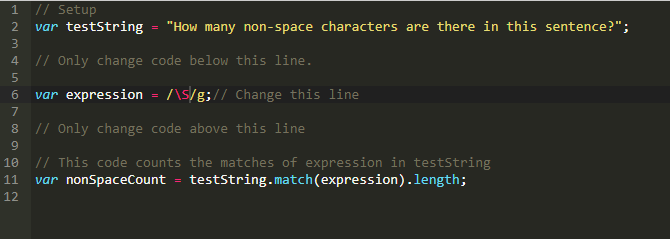 1 // Setup
2 var testString = "How many non-space characters are there in this sentence?";
3
4 // Only change code below this line.
5
6 var expression = /\S/g;// Change this line
7
8 // Only change code above this line
9
10 // This code counts the matches of expression in testString
11 var nonSpaceCount = testString.match(expression).length;
12